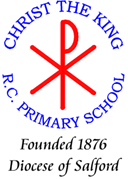 CHRIST THE KING
R.C. PRIMARY SCHOOL
Founded 1876
Diocese of Salford